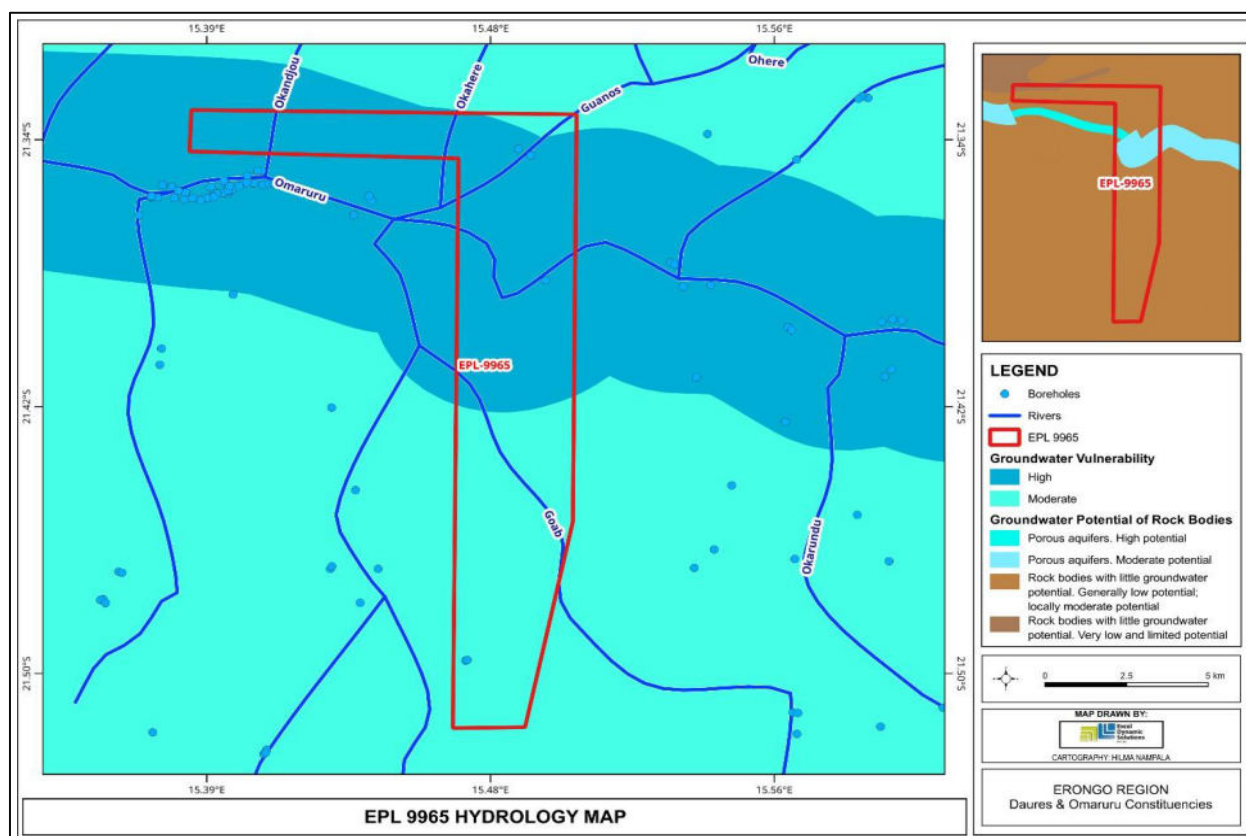 15.39°E
15.48°E
15.56°E
Okandjou
Okahere
Guanos
Ohere
21.34°S
21.34°S
Omaruru
EPL-9965
21.42°S
21.42°S
Goab
Okarundu
21.50°S
21.50°S
15.39°E
15.48°E
15.56°E
EPL 9965 HYDROLOGY MAP
EPL-9965
LEGEND
Boreholes
Rivers
EPL 9965
Groundwater Vulnerability
High
Moderate
Groundwater Potential of Rock Bodies
Porous aquifers. High potential
Porous aquifers. Moderate potential
Rock bodies with little groundwater
potential. Generally low potential;
locally moderate potential
Rock bodies with little groundwater
potential. Very low and limited potential
0 2.5 5 km
MAP DRAWN BY:
Excel
Dynamic
Solutions
CARTOGRAPHY: HILMA NAMPALA
ERONGO REGION
Daures & Omaruru Constituencies